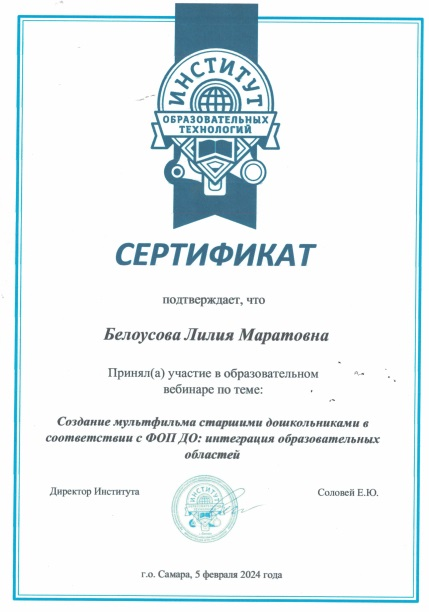 ИНСТИТУТ
ОБРАЗОВАТЕЛЬНЫХ
ТЕХНОЛОГИЙ
СЕРТИФИКАТ
подтверждает, что
Белоусова Лилия Маратовна
Принял(а) участие в образовательном
вебинаре по теме:
Создание мультфильма старшими дошкольниками в
соответствии с ФОП ДО: интеграция образовательных
областей
Директор Института
ИНСТИТУТ
Соловей Е.Ю.
г.о. Самара, 5 февраля 2024 года